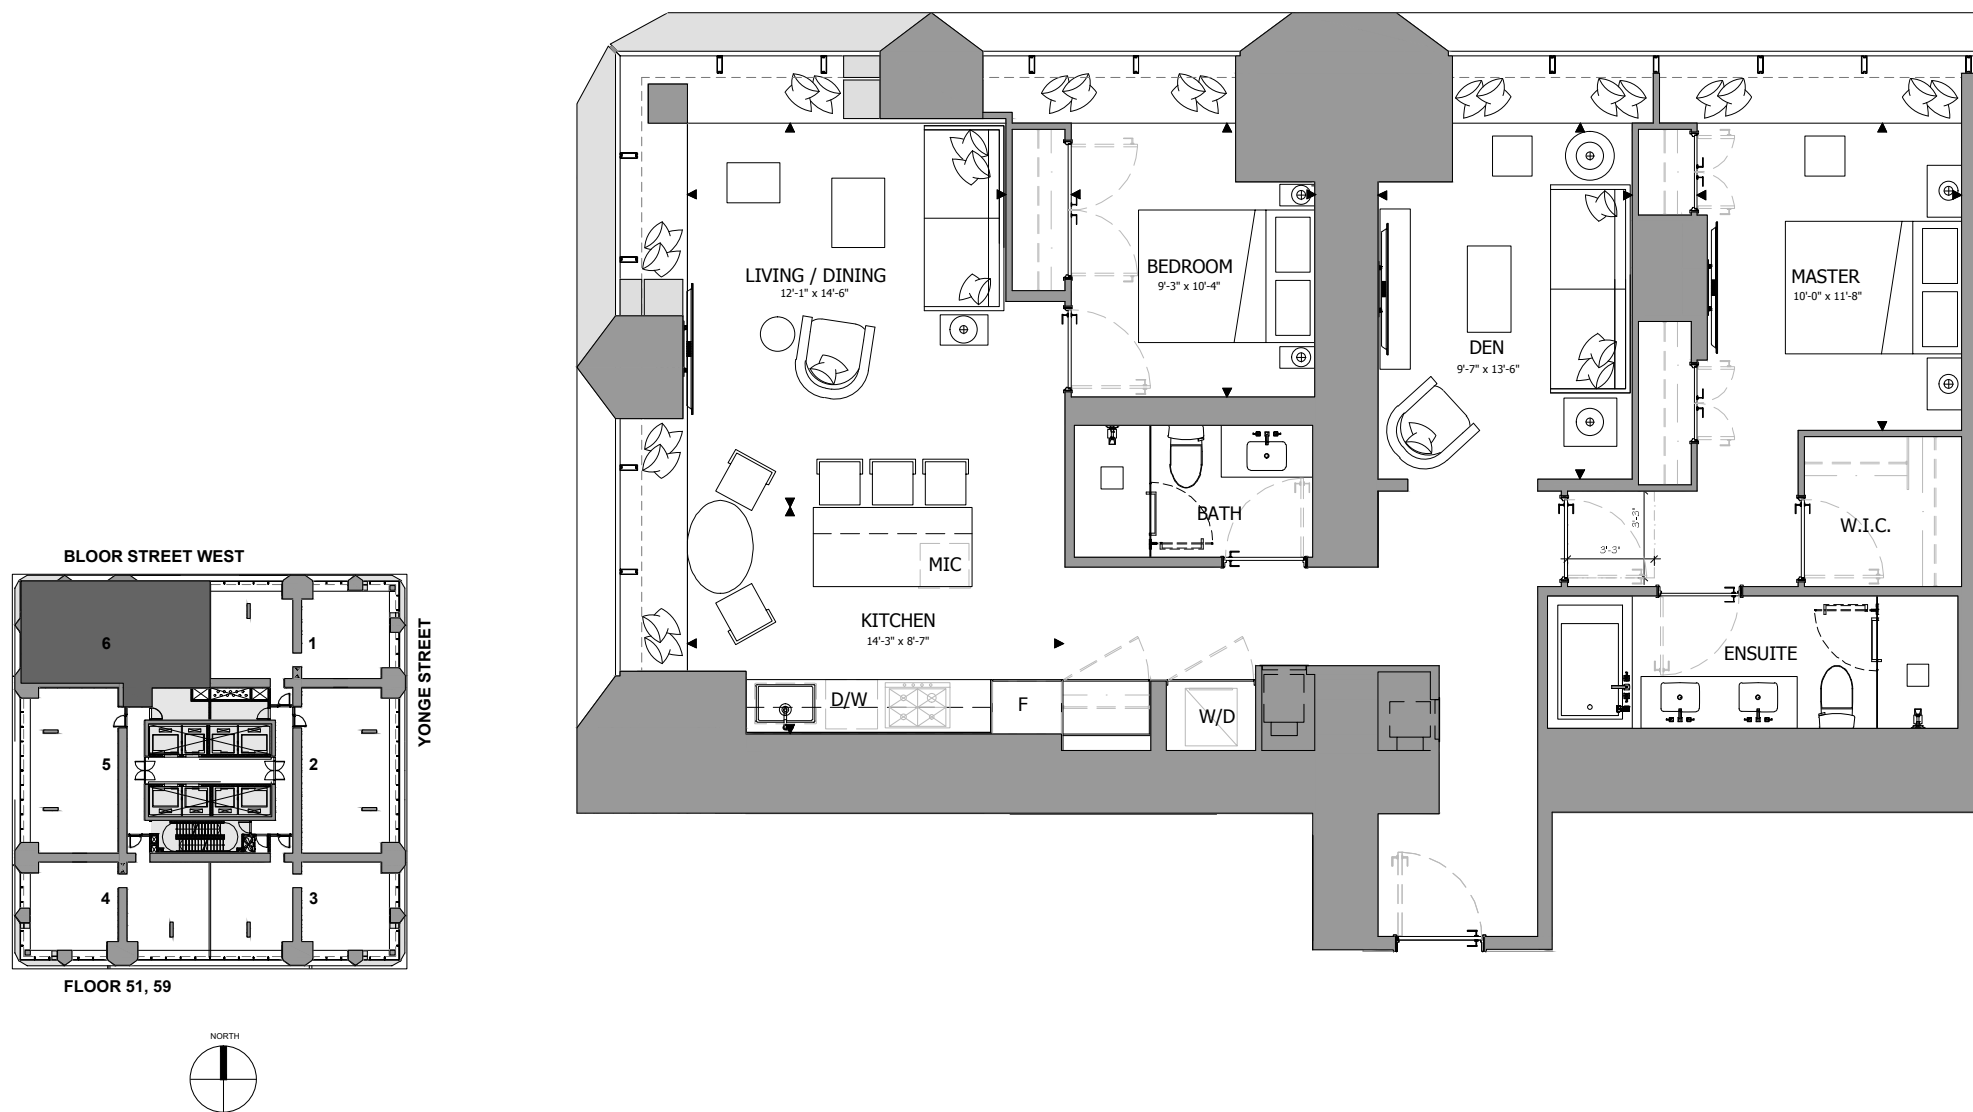 LIVING / DINING
12'-1" x 14'-6"
BEDROOM
9'-3" x 10'-4"
DEN
9'-7" x 13'-6"
MASTER
10'-0" x 11'-8"
BATH
W.I.C.
3'-3"
3'-3"
MIC
KITCHEN
14'-3" x 8'-7"
ENSUITE
D/W
F
W/D
BLOOR STREET WEST
YONGE STREET
6
1
5
2
4
3
FLOOR 51, 59
NORTH